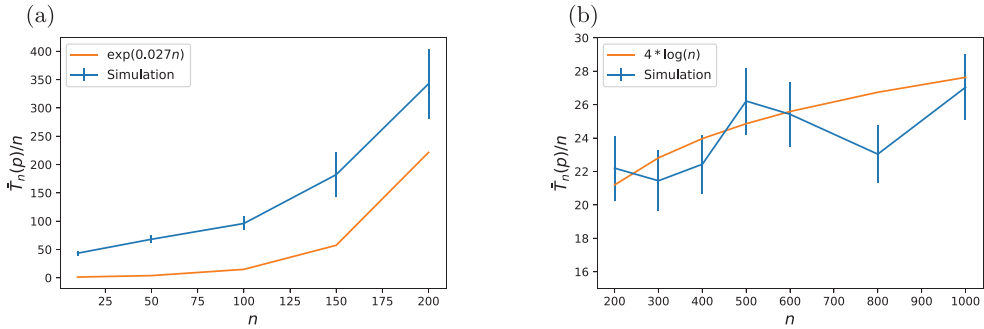 (a)
exp(0.027n)
Simulation
400
350
300
250
200
150
100
50
0
T̄ₙ(p)/n
25 50 75 100 125 150 175 200
n
(b)
4 * log(n)
Simulation
30
28
26
24
22
20
18
16
T̄ₙ(p)/n
200 300 400 500 600 700 800 900 1000
n